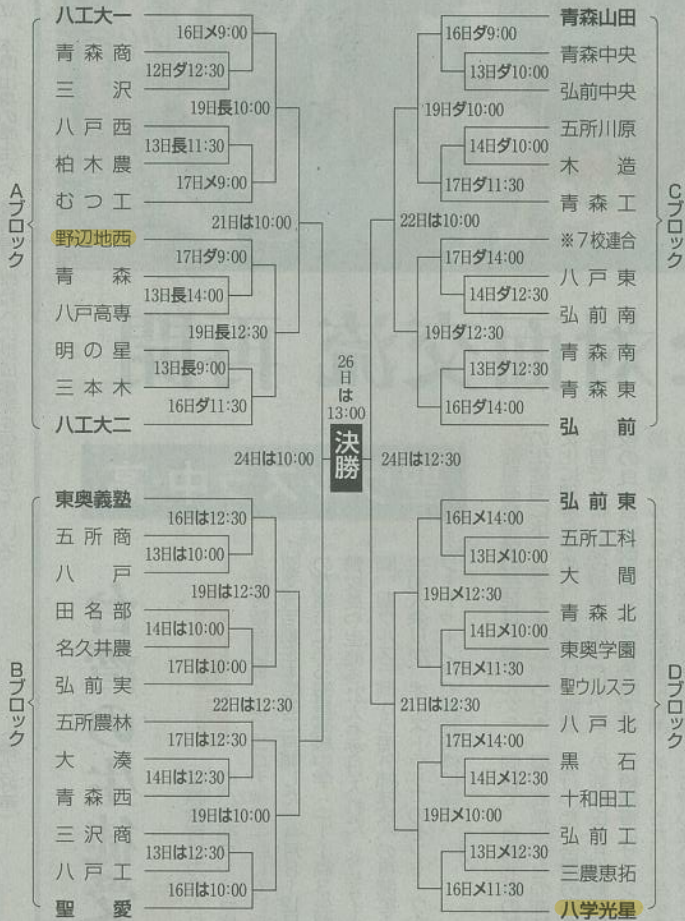 Aブロック
八工大一
16日メ9:00
青森商
12日ダ12:30
三沢
19日長10:00
八戸西
13日長11:30
柏木農
17日メ9:00
むつ工
21日は10:00
野辺地西
17日ダ9:00
青森
13日長14:00
八戸高専
19日長12:30
明の星
13日長9:00
三本木
16日ダ11:30
八工大二
24日は10:00
Bブロック
東奥義塾
16日は12:30
五所商
13日は10:00
八戸
19日は12:30
田名部
14日は10:00
名久井農
17日は10:00
弘前実
22日は12:30
五所農林
17日は12:30
大湊
14日は12:30
青森西
19日は10:00
三沢商
13日は12:30
八戸工
16日は10:00
聖愛
26日は
13:00
決勝
Cブロック
青森山田
16日ダ9:00
青森中央
13日ダ10:00
弘前中央
19日ダ10:00
五所川原
14日ダ10:00
木造
17日ダ11:30
青森工
22日は10:00
※7校連合
17日ダ14:00
八戸東
14日ダ12:30
弘前南
19日ダ12:30
青森南
13日ダ12:30
青森東
16日ダ14:00
弘前
24日は12:30
Dブロック
弘前東
16日メ14:00
五所工科
13日メ10:00
大間
19日メ12:30
青森北
14日メ10:00
東奥学園
17日メ11:30
聖ウルスラ
21日は12:30
八戸北
17日メ14:00
黒石
14日メ12:30
十和田工
19日メ10:00
弘前工
13日メ12:30
三農恵拓
16日メ11:30
八学光星